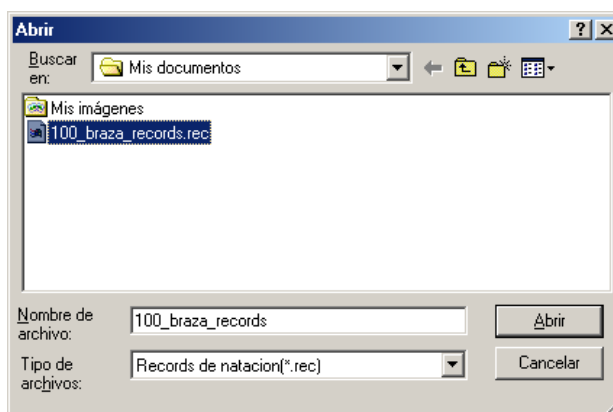 Abrir
Buscar
en:
Mis documentos
Mis imágenes
100_braza_records.rec
Nombre de
archivo:
100_braza_records
Abrir
Tipo de
archivos:
Records de natacion(*.rec)
Cancelar